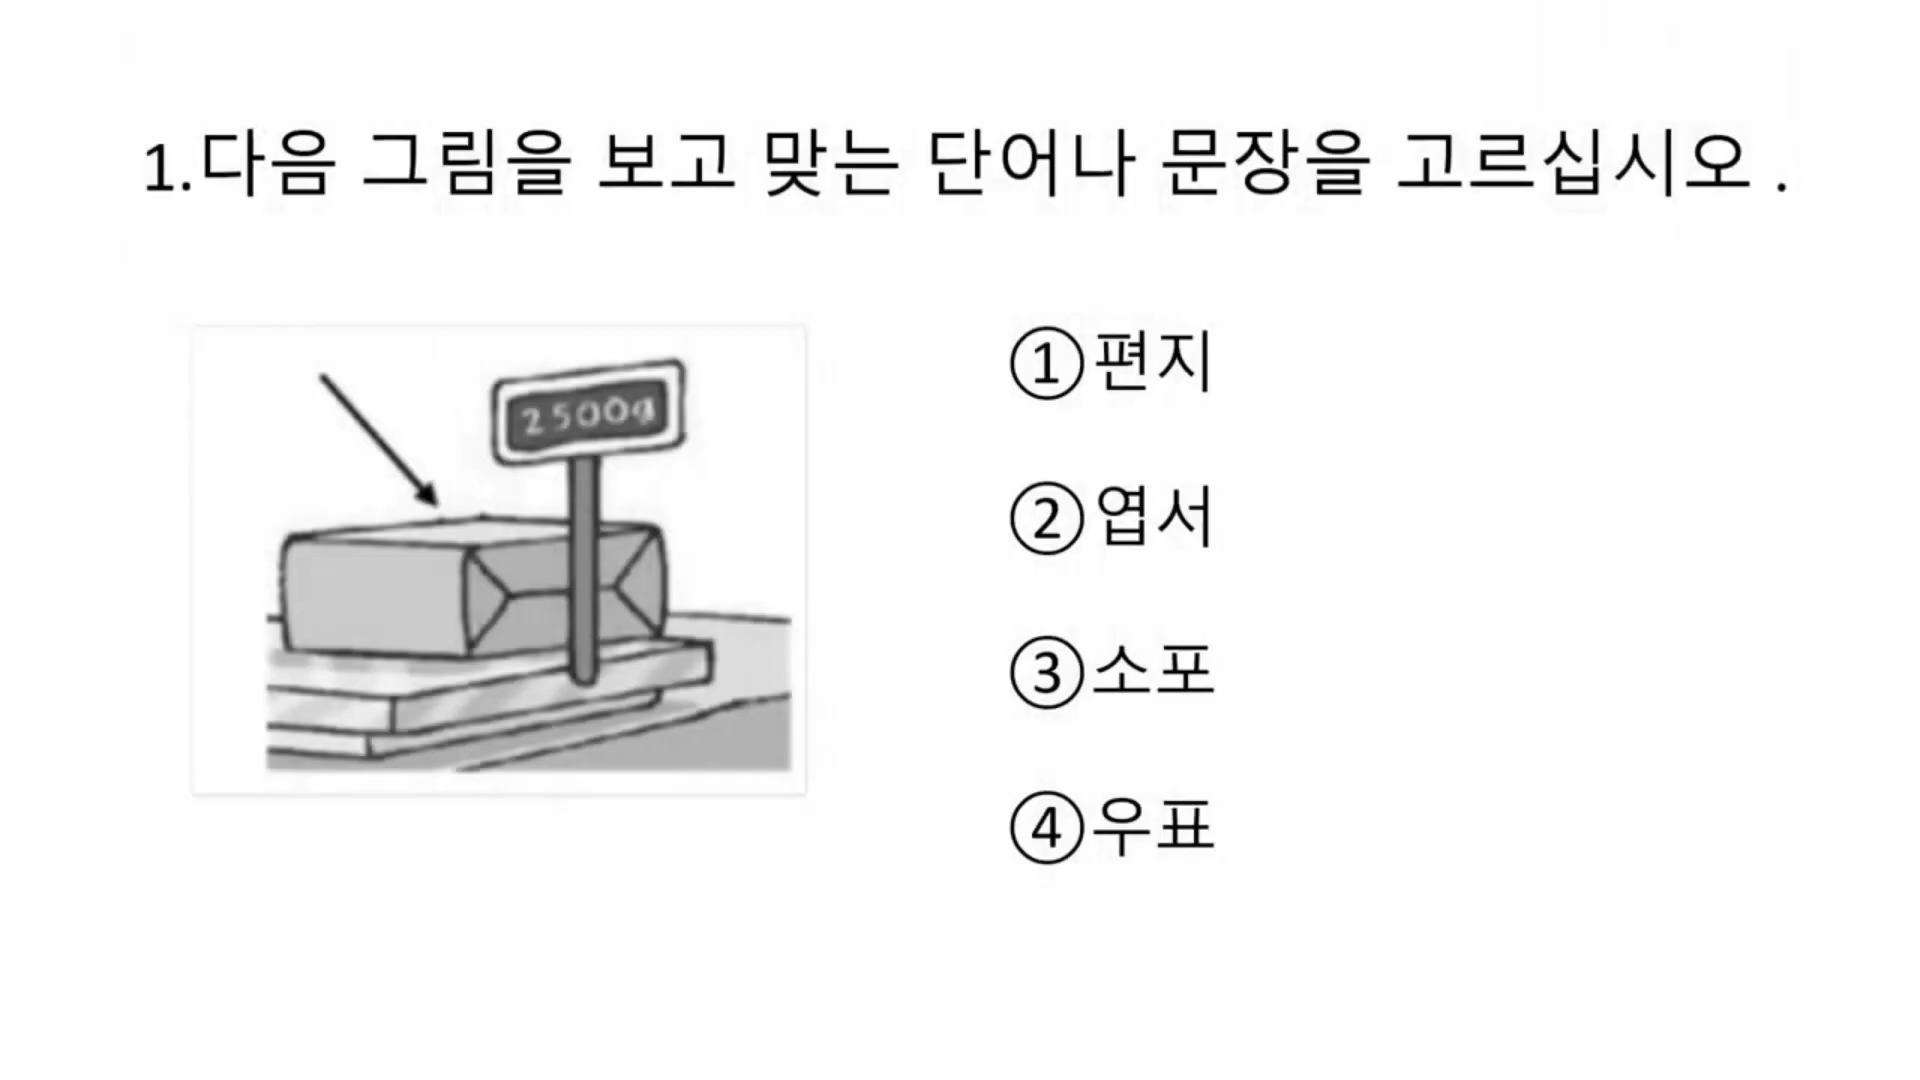 1.다음 그림을 보고 맞는 단어나 문장을 고르십시오 .
2500g
①편지
②엽서
③소포
④우표